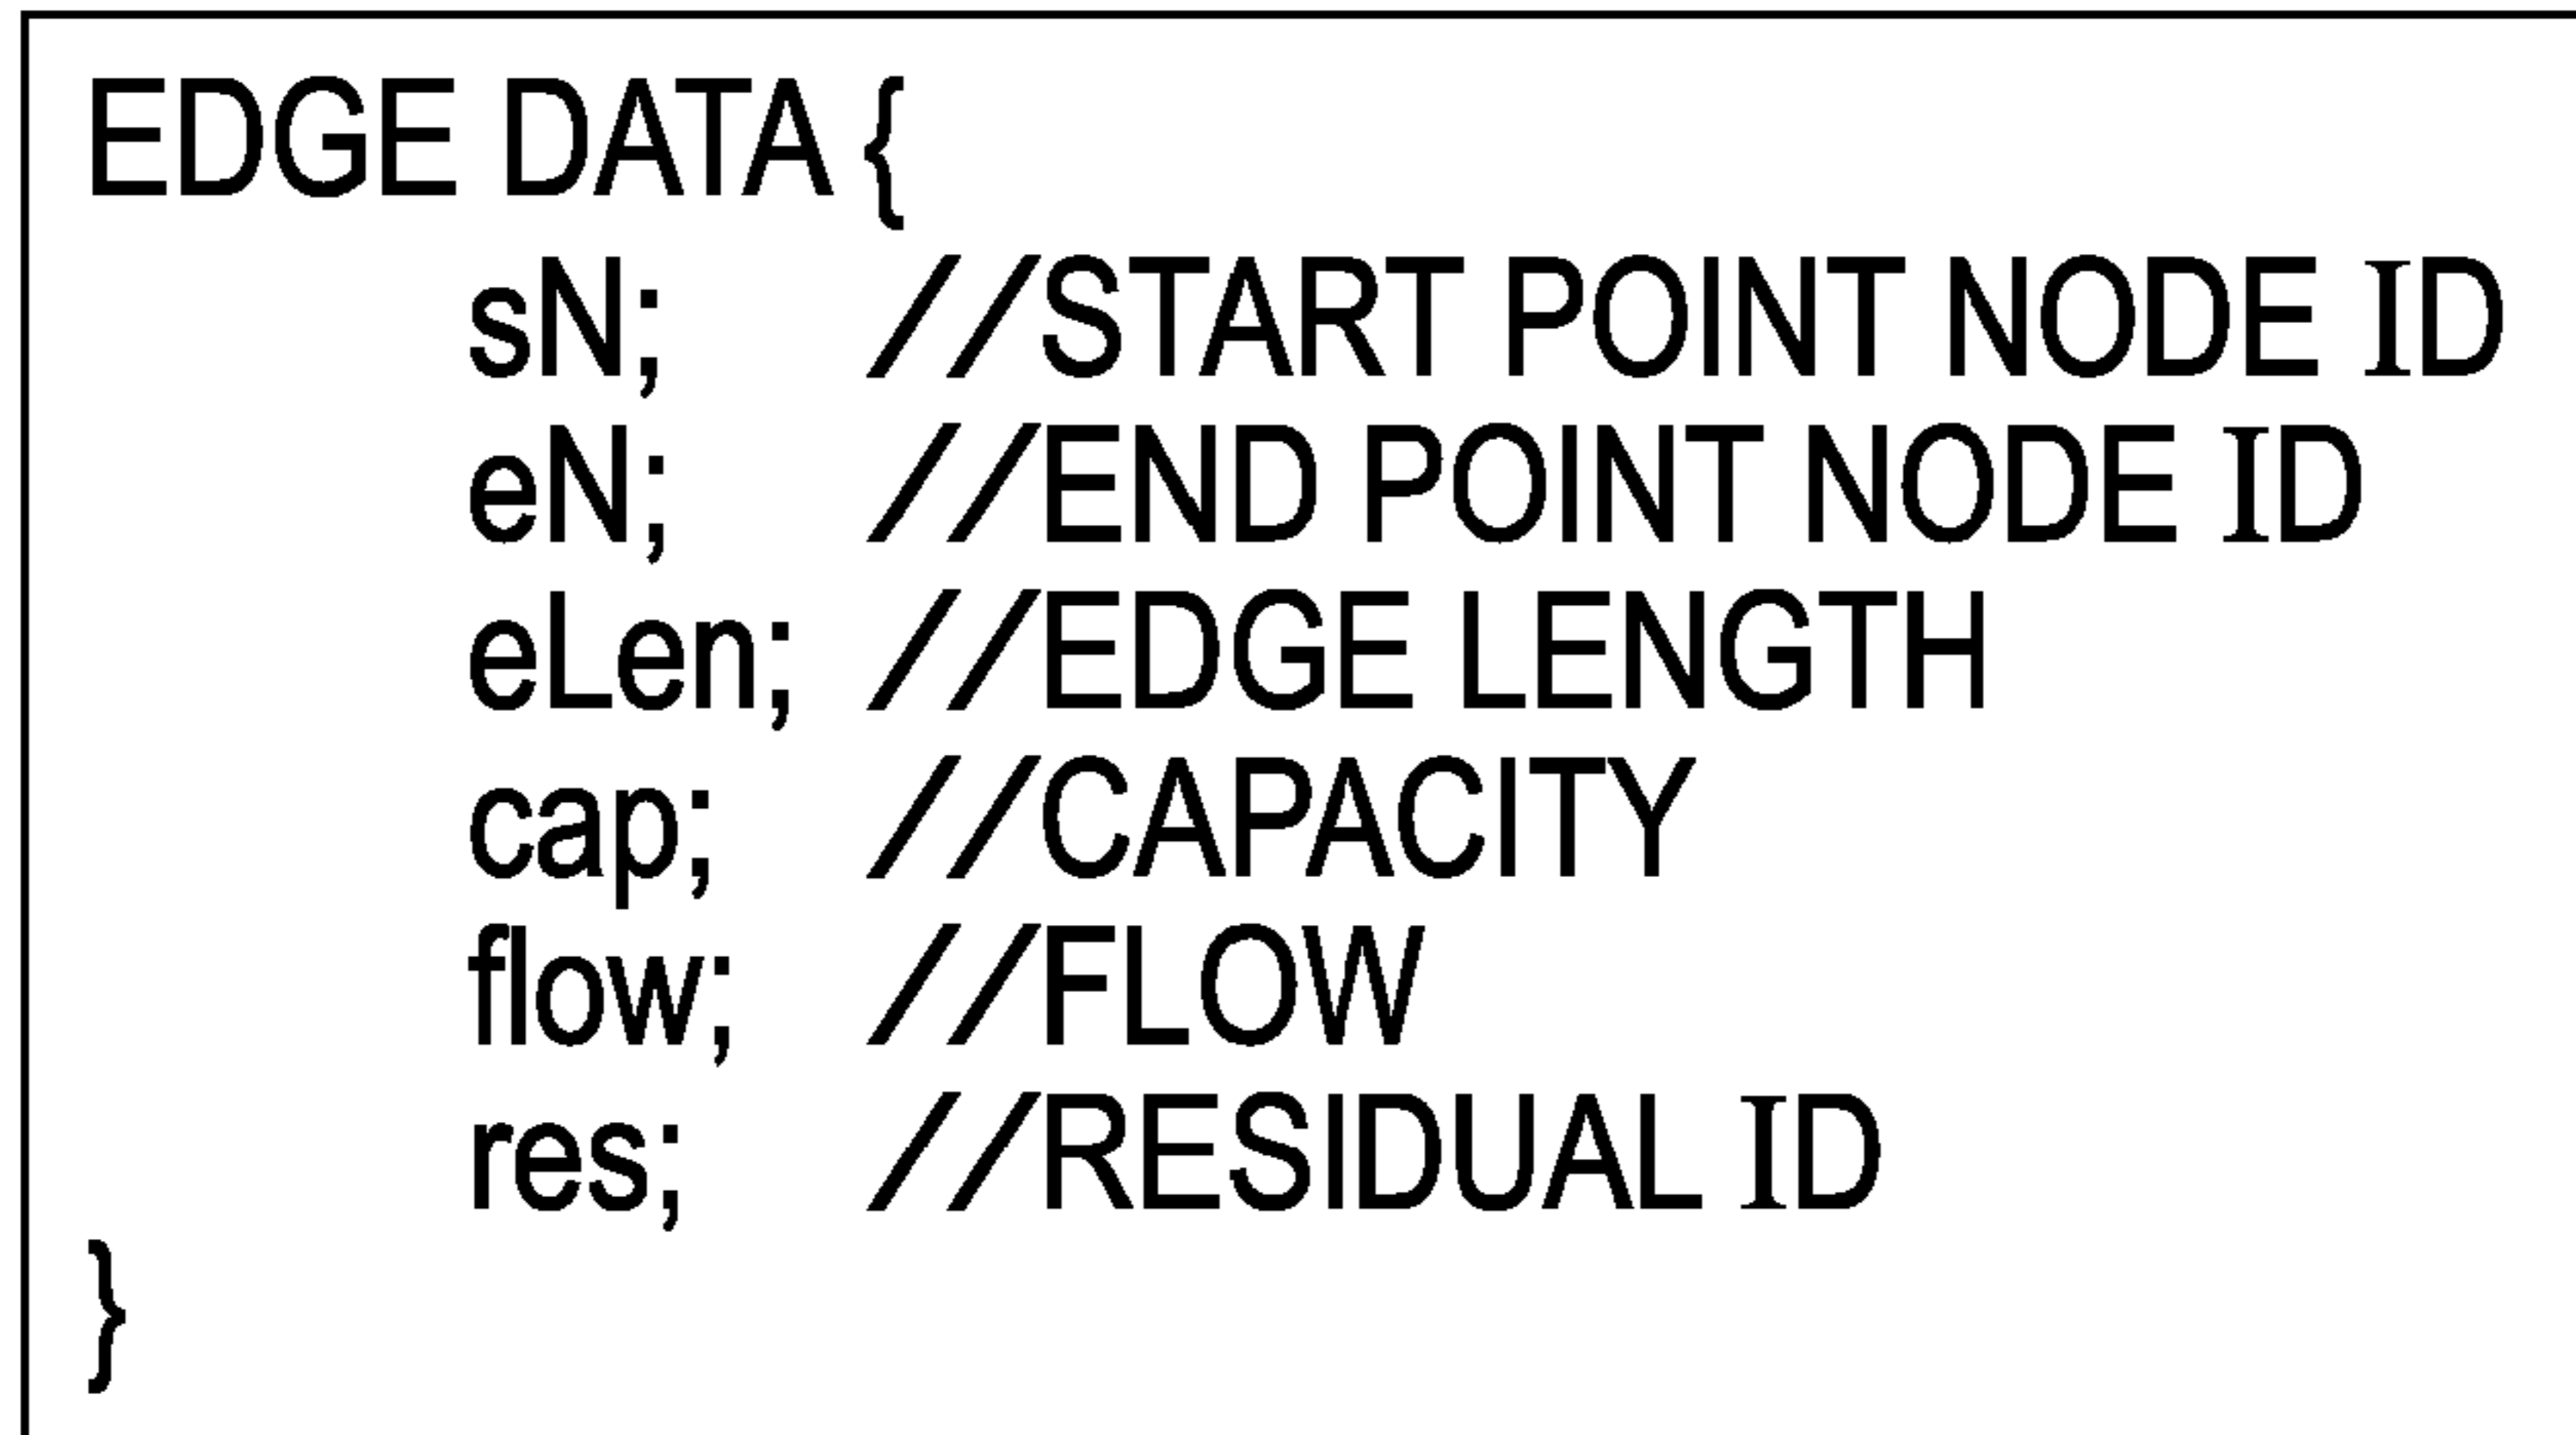 EDGE DATA {
sN; //START POINT NODE ID
eN; //END POINT NODE ID
eLen; //EDGE LENGTH
cap; //CAPACITY
flow; //FLOW
res; //RESIDUAL ID
}